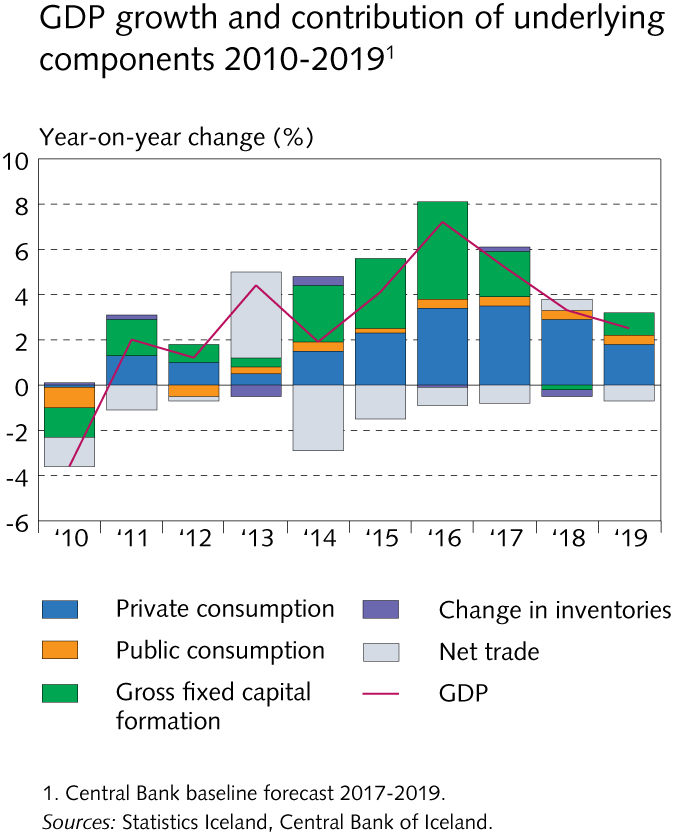 GDP growth and contribution of underlying
components 2010-2019¹
Year-on-year change (%)
10
8
6
4
2
0
-2
-4
-6
‘10 ‘11 ‘12 ‘13 ‘14 ‘15 ‘16 ‘17 ‘18 ‘19
Private consumption
Public consumption
Gross fixed capital
formation
Change in inventories
Net trade
GDP
1. Central Bank baseline forecast 2017-2019.
Sources: Statistics Iceland, Central Bank of Iceland.